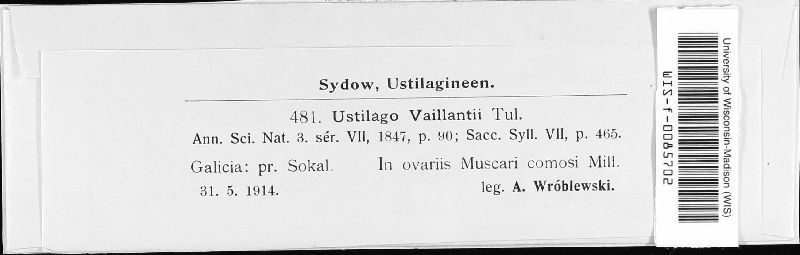 Sydow, Ustilagineen.
481. Ustilago Vaillantii Tul.
Ann. Sci. Nat. 3. sér. VII, 1847, p. 90; Sacc. Syll. VII, p. 465.
Galicia: pr. Sokal. In ovariis Muscari comosi Mill.
31. 5. 1914. leg. A. Wróblewski.
University of Wisconsin-Madison (WIS)
WIS-f-0085702